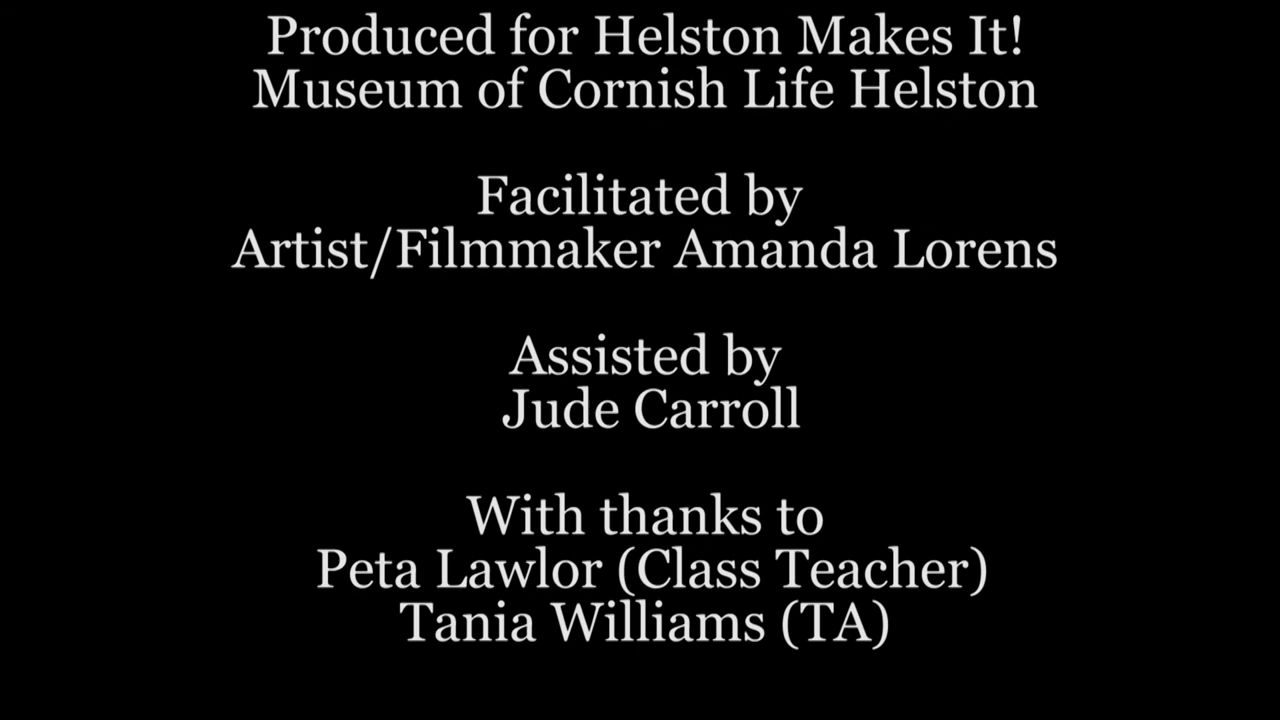 Produced for Helston Makes It!
Museum of Cornish Life Helston
Facilitated by
Artist/Filmmaker Amanda Lorens
Assisted by
Jude Carroll
With thanks to
Peta Lawlor (Class Teacher)
Tania Williams (TA)